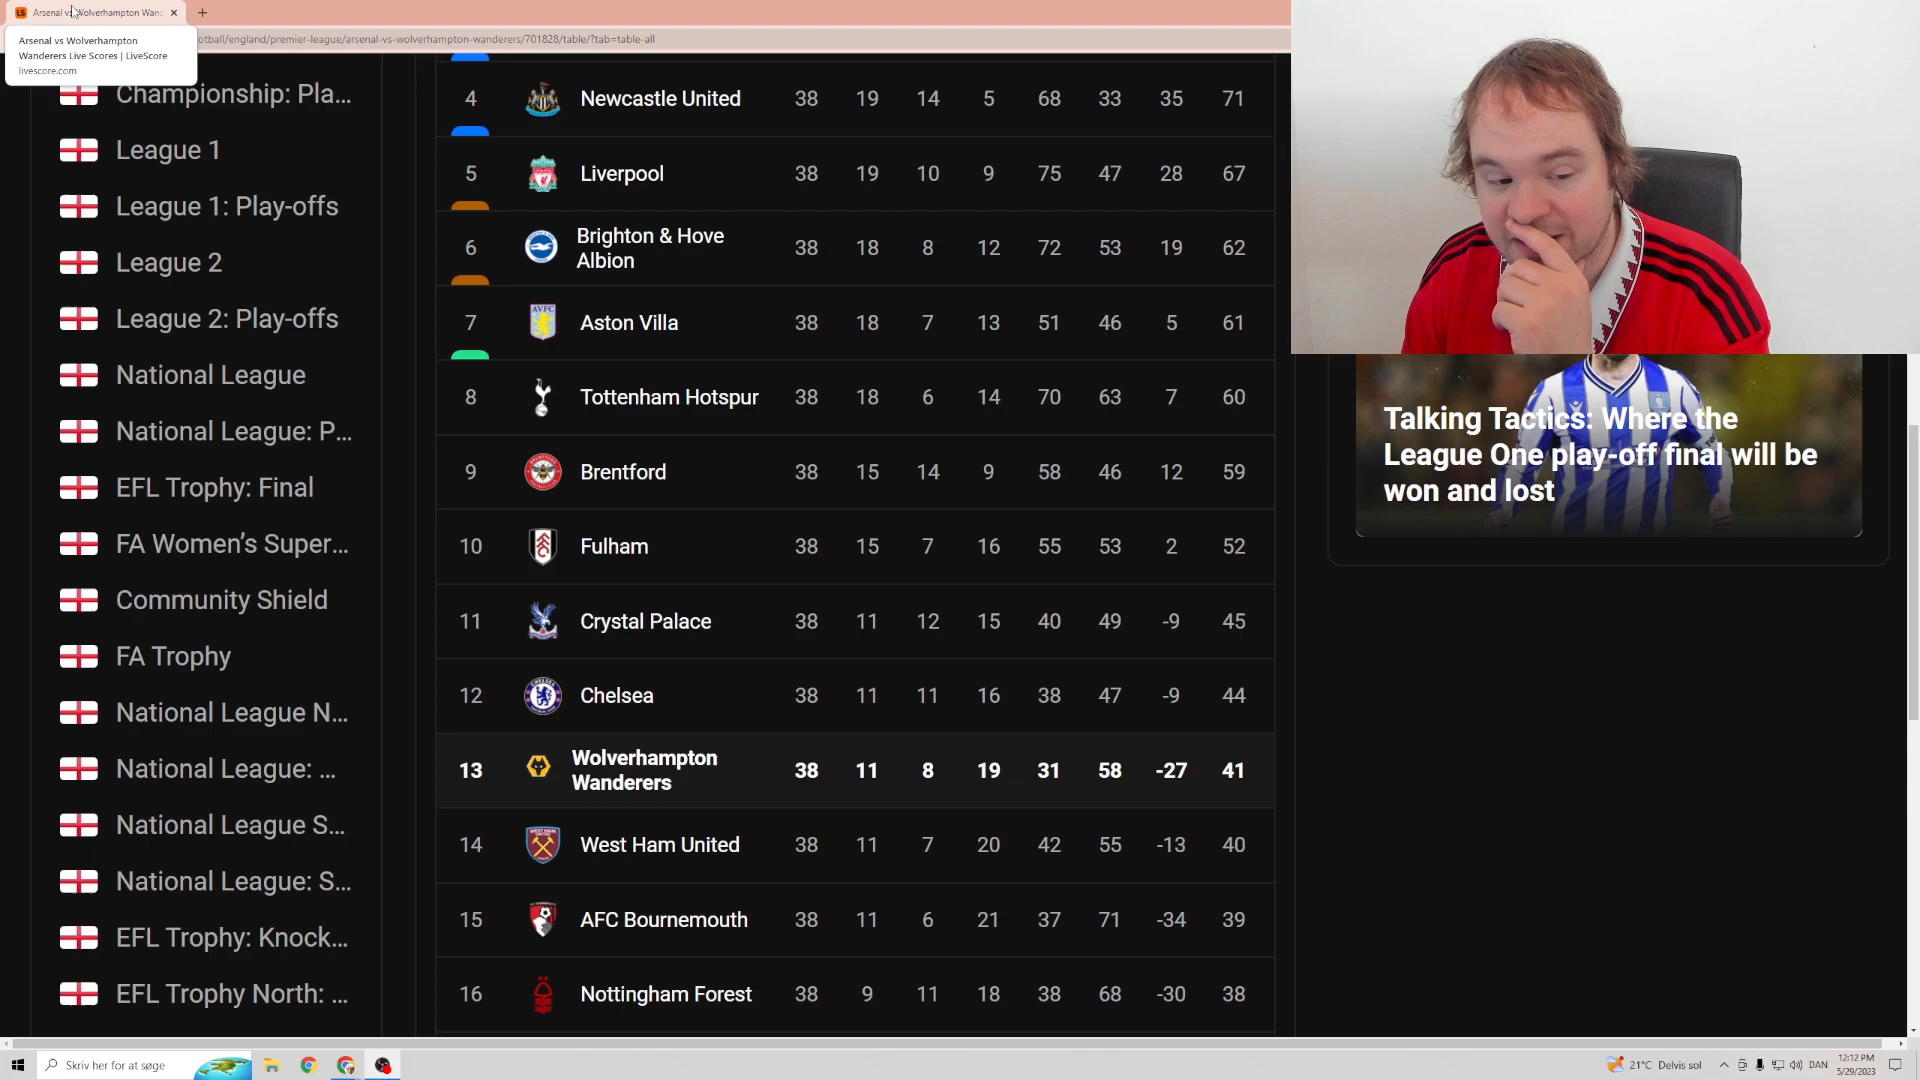 Arsenal vs Wolverhampton Wand
Arsenal vs Wolverhampton
Wanderers Live Scores | LiveScore
livescore.com
otball/england/premier-league/arsenal-vs-wolverhampton-wanderers/701828/table/?tab=table-all
Championship: Pla...
League 1
League 1: Play-offs
League 2
League 2: Play-offs
National League
National League: P...
EFL Trophy: Final
FA Women's Super...
Community Shield
FA Trophy
National League N...
National League: ...
National League S...
National League: S...
EFL Trophy: Knock...
EFL Trophy North: ...
4 Newcastle United 38 19 14 5 68 33 35 71
5 Liverpool 38 19 10 9 75 47 28 67
6 Brighton & Hove Albion 38 18 8 12 72 53 19 62
7 Aston Villa 38 18 7 13 51 46 5 61
8 Tottenham Hotspur 38 18 6 14 70 63 7 60
9 Brentford 38 15 14 9 58 46 12 59
10 Fulham 38 15 7 16 55 53 2 52
11 Crystal Palace 38 11 12 15 40 49 -9 45
12 Chelsea 38 11 11 16 38 47 -9 44
13 Wolverhampton Wanderers 38 11 8 19 31 58 -27 41
14 West Ham United 38 11 7 20 42 55 -13 40
15 AFC Bournemouth 38 11 6 21 37 71 -34 39
16 Nottingham Forest 38 9 11 18 38 68 -30 38
Talking Tactics: Where the
League One play-off final will be
won and lost
Skriv her for at søge
21°C Delvis sol
DAN
12:12 PM
5/29/2023